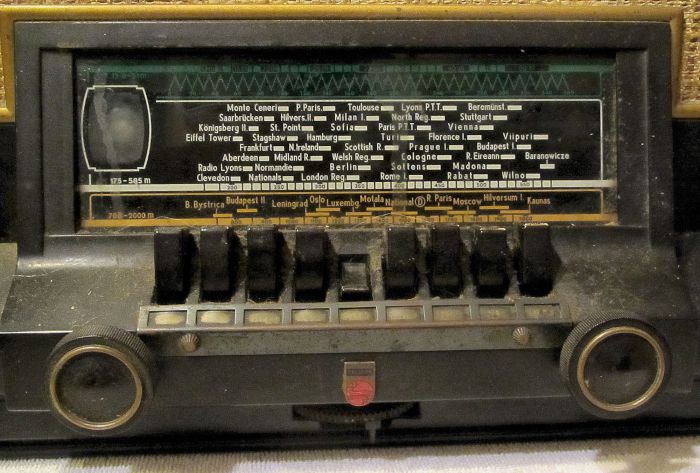 Monte Ceneri P.Paris. Toulouse Lyons P.T.T. Beromünst.
Saarbrücken Hilvers.II. Milan I. North Reg. Stuttgart
Königsberg II. St. Point Sofia Paris P.T.T. Vienna
Eiffel Tower Stagshaw Hamburg Turi Florence I. Viipuri
Frankfurt N.Ireland Scottish R. Prague I. Budapest I.
Aberdeen Midland R. Welsh Reg. Cologne R.Eireann Baranowicze
Radio Lyons Normandie Berlin Sottens Madona
Clevedon Nationals London Reg. Rome I. Rabat Wilno
175-585 m
B. Bystrica Budapest II Leningrad Oslo Luxembg. Motala National D R. Paris Moscow Hilversum I. Kaunas
708-2000 m